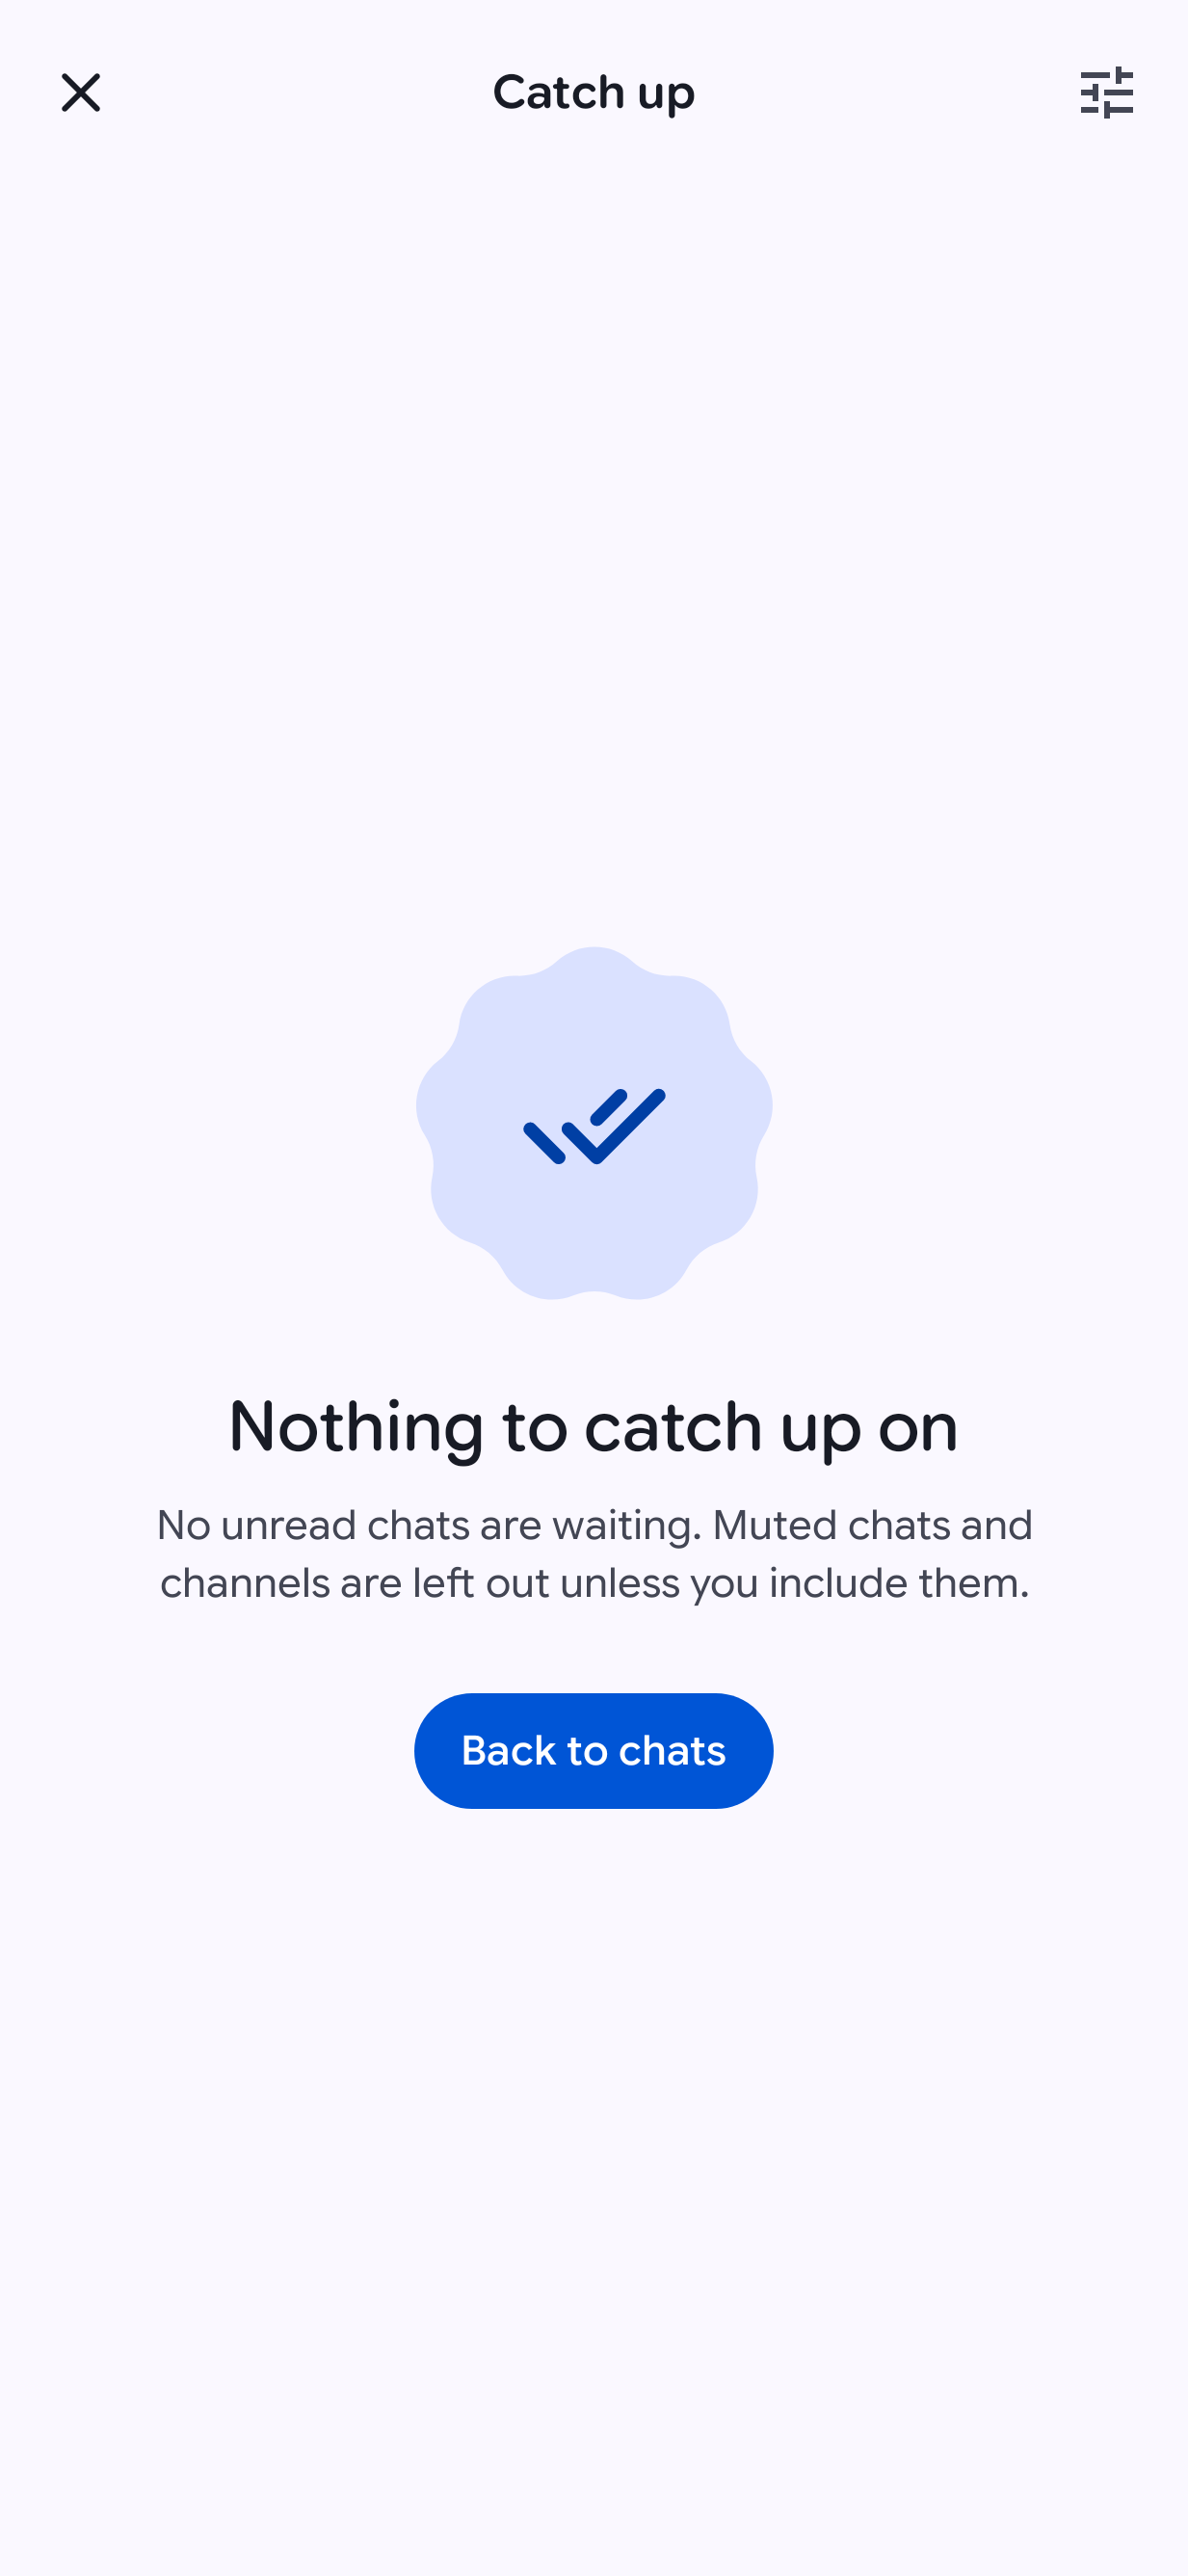 Catch up
Nothing to catch up on
No unread chats are waiting. Muted chats and
channels are left out unless you include them.
Back to chats